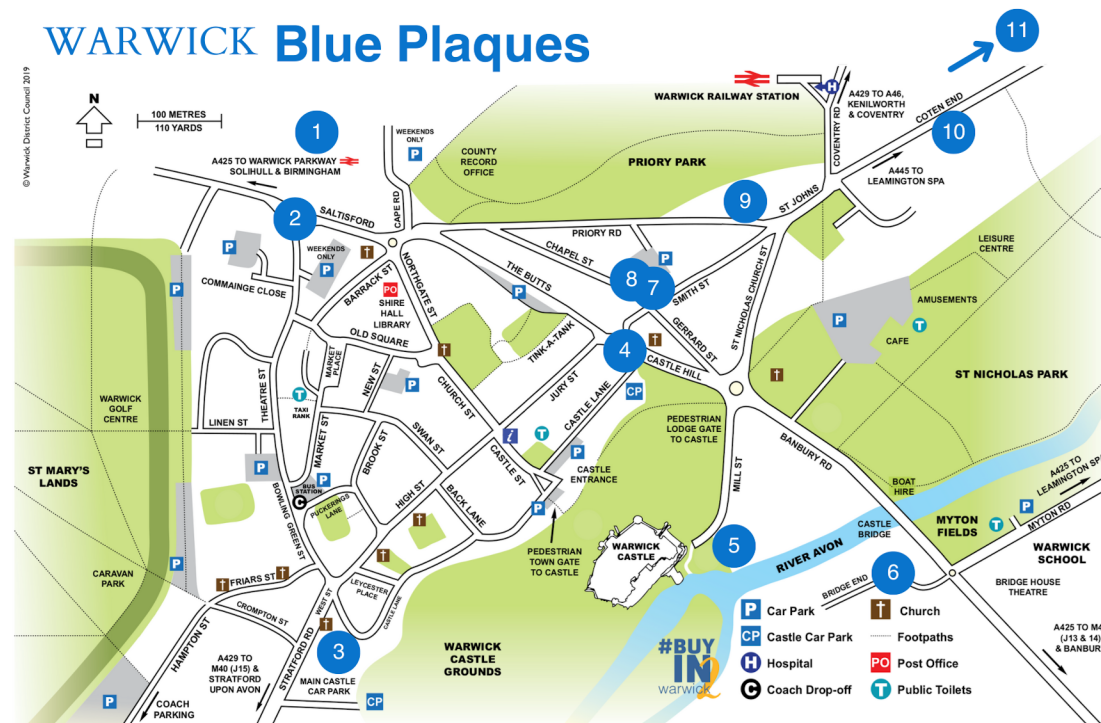 WARWICK Blue Plaques
11
© Warwick District Council 2019
N
100 METRES
110 YARDS
1
A425 TO WARWICK PARKWAY
SOLIHULL & BIRMINGHAM
WEEKENDS
ONLY
P
COUNTY
RECORD
OFFICE
WARWICK RAILWAY STATION
H
A429 TO A46,
KENILWORTH
& COVENTRY
COVENTRY RD
COTEN END
10
A445 TO
LEAMINGTON SPA
PRIORY PARK
CAPE RD
2
SALTISFORD
9
ST JOHNS
PRIORY RD
CHAPEL ST
P
WEEKENDS
ONLY
P
P
BARRACK ST
NORTHGATE ST
THE BUTTS
P
8
7
SMITH ST
ST NICHOLAS CHURCH ST
LEISURE
CENTRE
AMUSEMENTS
P
T
CAFE
COMMAINGE CLOSE
P
PO
SHIRE
HALL
LIBRARY
OLD SQUARE
TINK-A-TANK
GERRARD ST
4
CASTLE HILL
CP
ST NICHOLAS PARK
WARWICK
GOLF
CENTRE
THEATRE ST
MARKET
PLACE
NEW ST
P
T
TAXI
RANK
LINEN ST
CHURCH ST
JURY ST
CASTLE LANE
PEDESTRIAN
LODGE GATE
TO CASTLE
MARKET ST
BROOK ST
SWAN ST
i
T
CASTLE ST
P
CASTLE
ENTRANCE
BANBURY RD
MILL ST
ST MARY'S
LANDS
P
BUS
STATION
P
C
PUCKERINGS
LANE
BOWLING GREEN ST
HIGH ST
BACK LANE
P
BOAT
HIRE
A425 TO
LEAMINGTON SPA
P
T
MYTON RD
MYTON
FIELDS
CASTLE
BRIDGE
WARWICK
CASTLE
5
RIVER AVON
PEDESTRIAN
TOWN GATE
TO CASTLE
WARWICK
SCHOOL
BRIDGE HOUSE
THEATRE
CARAVAN
PARK
P
FRIARS ST
CROMPTON ST
WEST ST
LEYCESTER
PLACE
CASTLE LANE
6
BRIDGE END
HAMPTON ST
STRATFORD RD
3
MAIN CASTLE
CAR PARK
CP
A429 TO
M40 (J15) &
STRATFORD
UPON AVON
P
COACH
PARKING
WARWICK
CASTLE
GROUNDS
#BUY
IN2
warwick
P Car Park
CP Castle Car Park
H Hospital
C Coach Drop-off
Church
Footpaths
PO Post Office
T Public Toilets
A425 TO M4
(J13 & 14)
& BANBUR